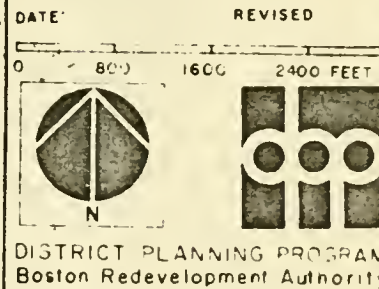 DATE REVISED
0 800 1600 2400 FEET
N
DISTRICT PLANNING PROGRAM
Boston Redevelopment Authority